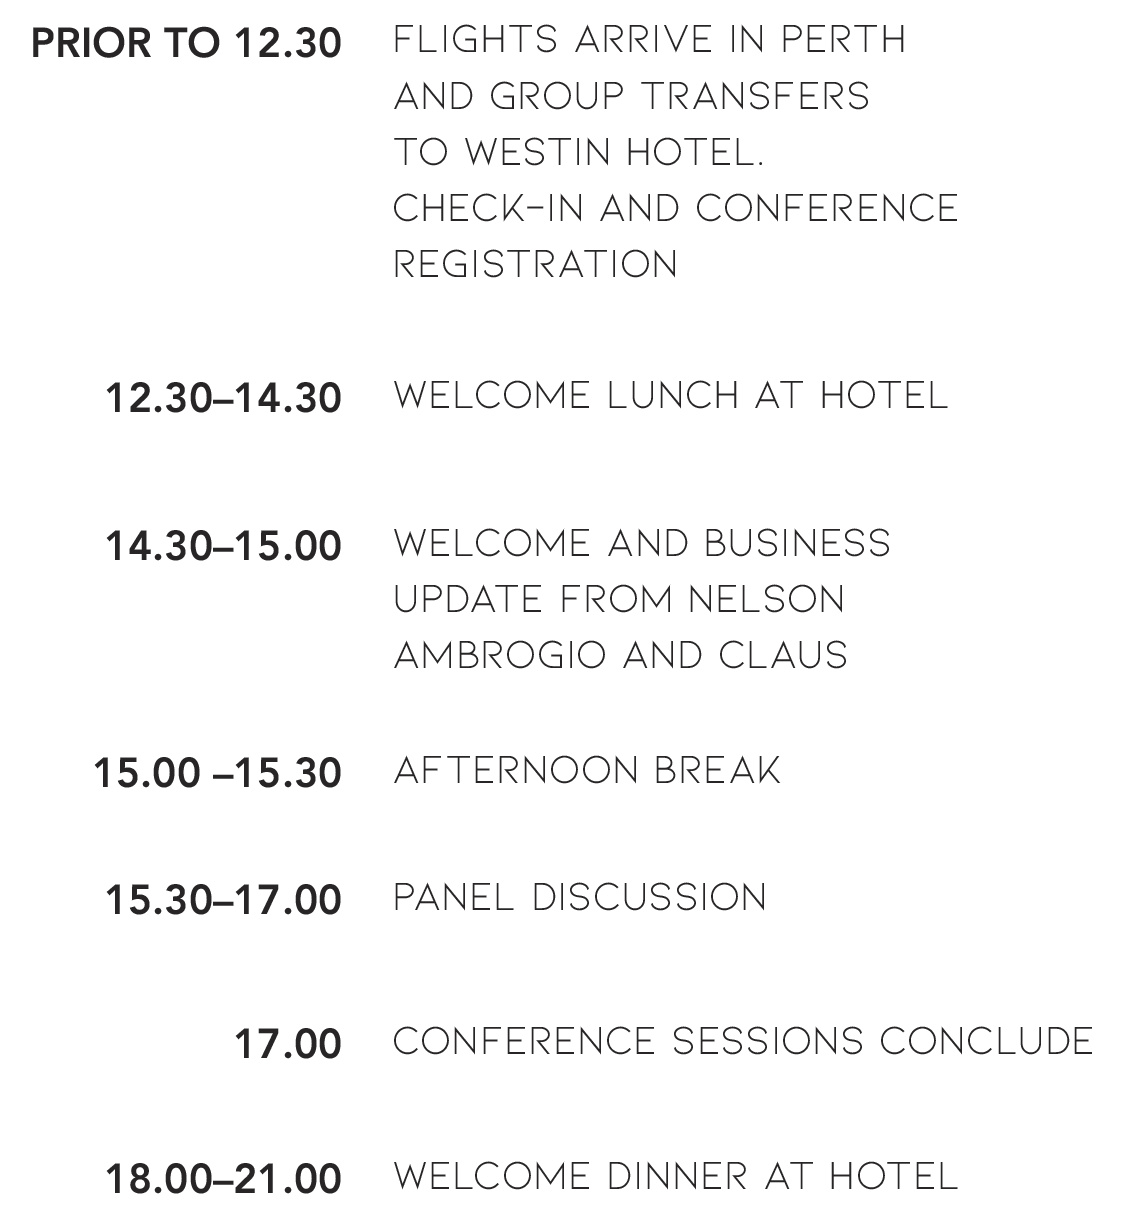 PRIOR TO 12.30 FLIGHTS ARRIVE IN PERTH
AND GROUP TRANSFERS
TO WESTIN HOTEL.
CHECK-IN AND CONFERENCE
REGISTRATION
12.30–14.30 WELCOME LUNCH AT HOTEL
14.30–15.00 WELCOME AND BUSINESS
UPDATE FROM NELSON
AMBROGIO AND CLAUS
15.00 –15.30 AFTERNOON BREAK
15.30–17.00 PANEL DISCUSSION
17.00 CONFERENCE SESSIONS CONCLUDE
18.00–21.00 WELCOME DINNER AT HOTEL